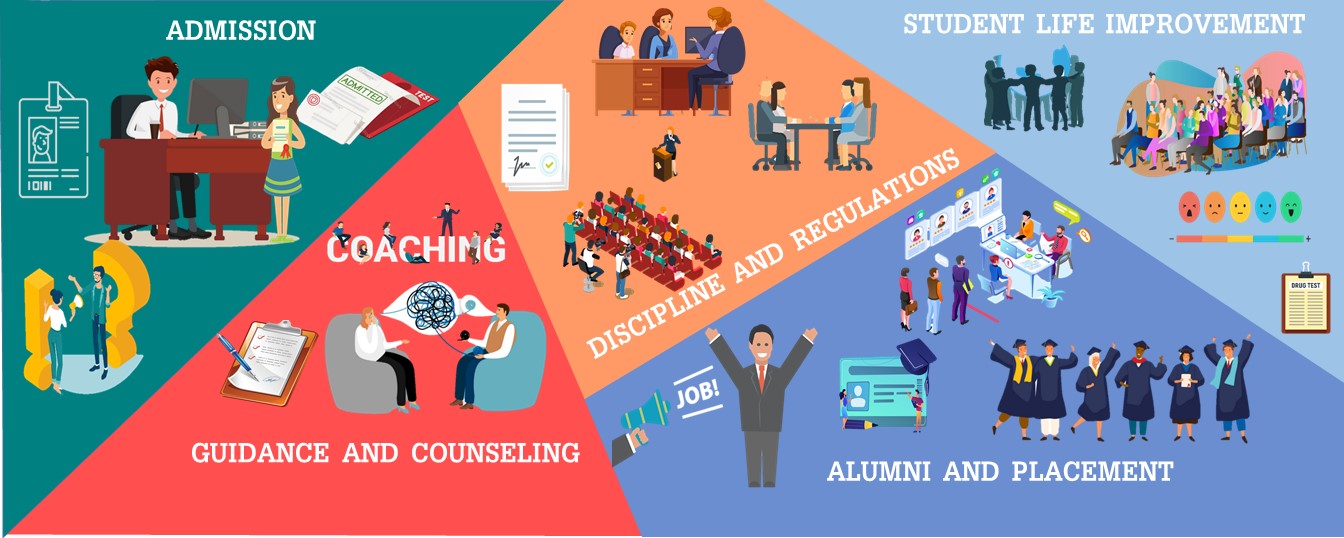 ADMISSION
ADMITTED
TEST
COACHING
GUIDANCE AND COUNSELING
DISCIPLINE AND REGULATIONS
STUDENT LIFE IMPROVEMENT
- +
DRUG TEST
JOB!
ALUMNI AND PLACEMENT